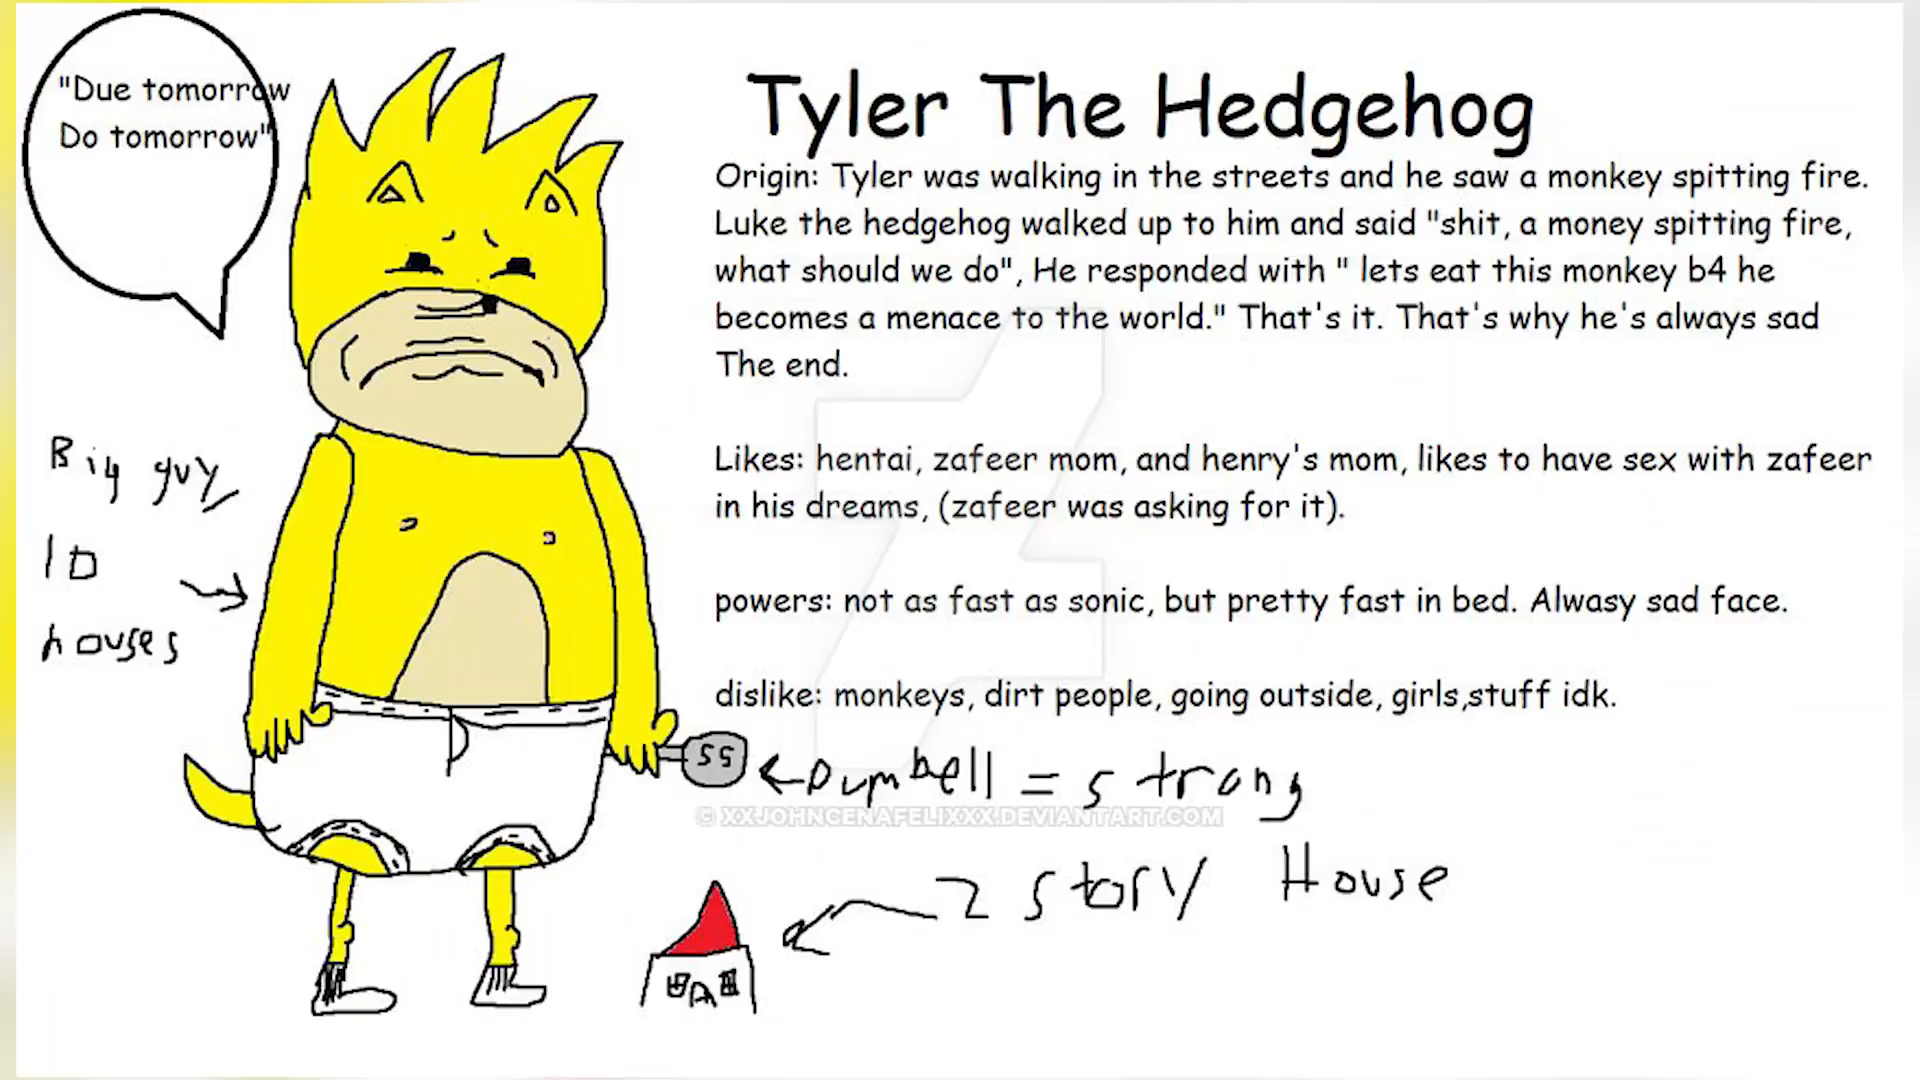 "Due tomorrow
Do tomorrow"
Tyler The Hedgehog
Origin: Tyler was walking in the streets and he saw a monkey spitting fire.
Luke the hedgehog walked up to him and said "shit, a money spitting fire,
what should we do", He responded with " lets eat this monkey b4 he
becomes a menace to the world." That's it. That's why he's always sad
The end.
Likes: hentai, zafeer mom, and henry's mom, likes to have sex with zafeer
in his dreams, (zafeer was asking for it).
powers: not as fast as sonic, but pretty fast in bed. Alwasy sad face.
dislike: monkeys, dirt people, going outside, girls,stuff idk.
Big guy
10
houses
55
Dumbell = strong
© XXJOHNCENAFELIXXX.DEVIANTART.COM
2 story House